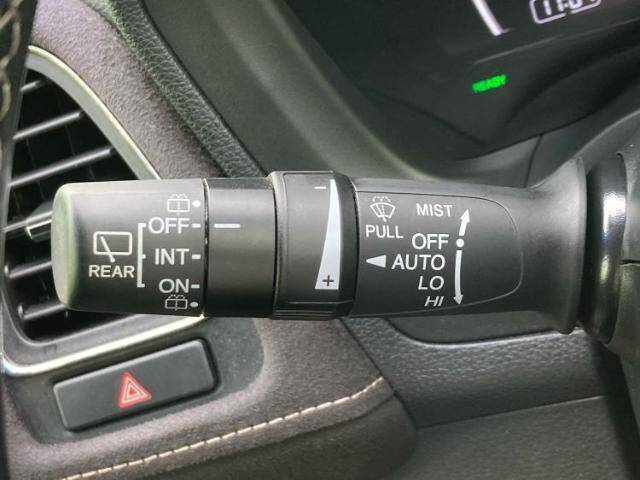 READY
REAR
OFF
INT
ON
−
+
PULL
MIST
OFF
AUTO
LO
HI